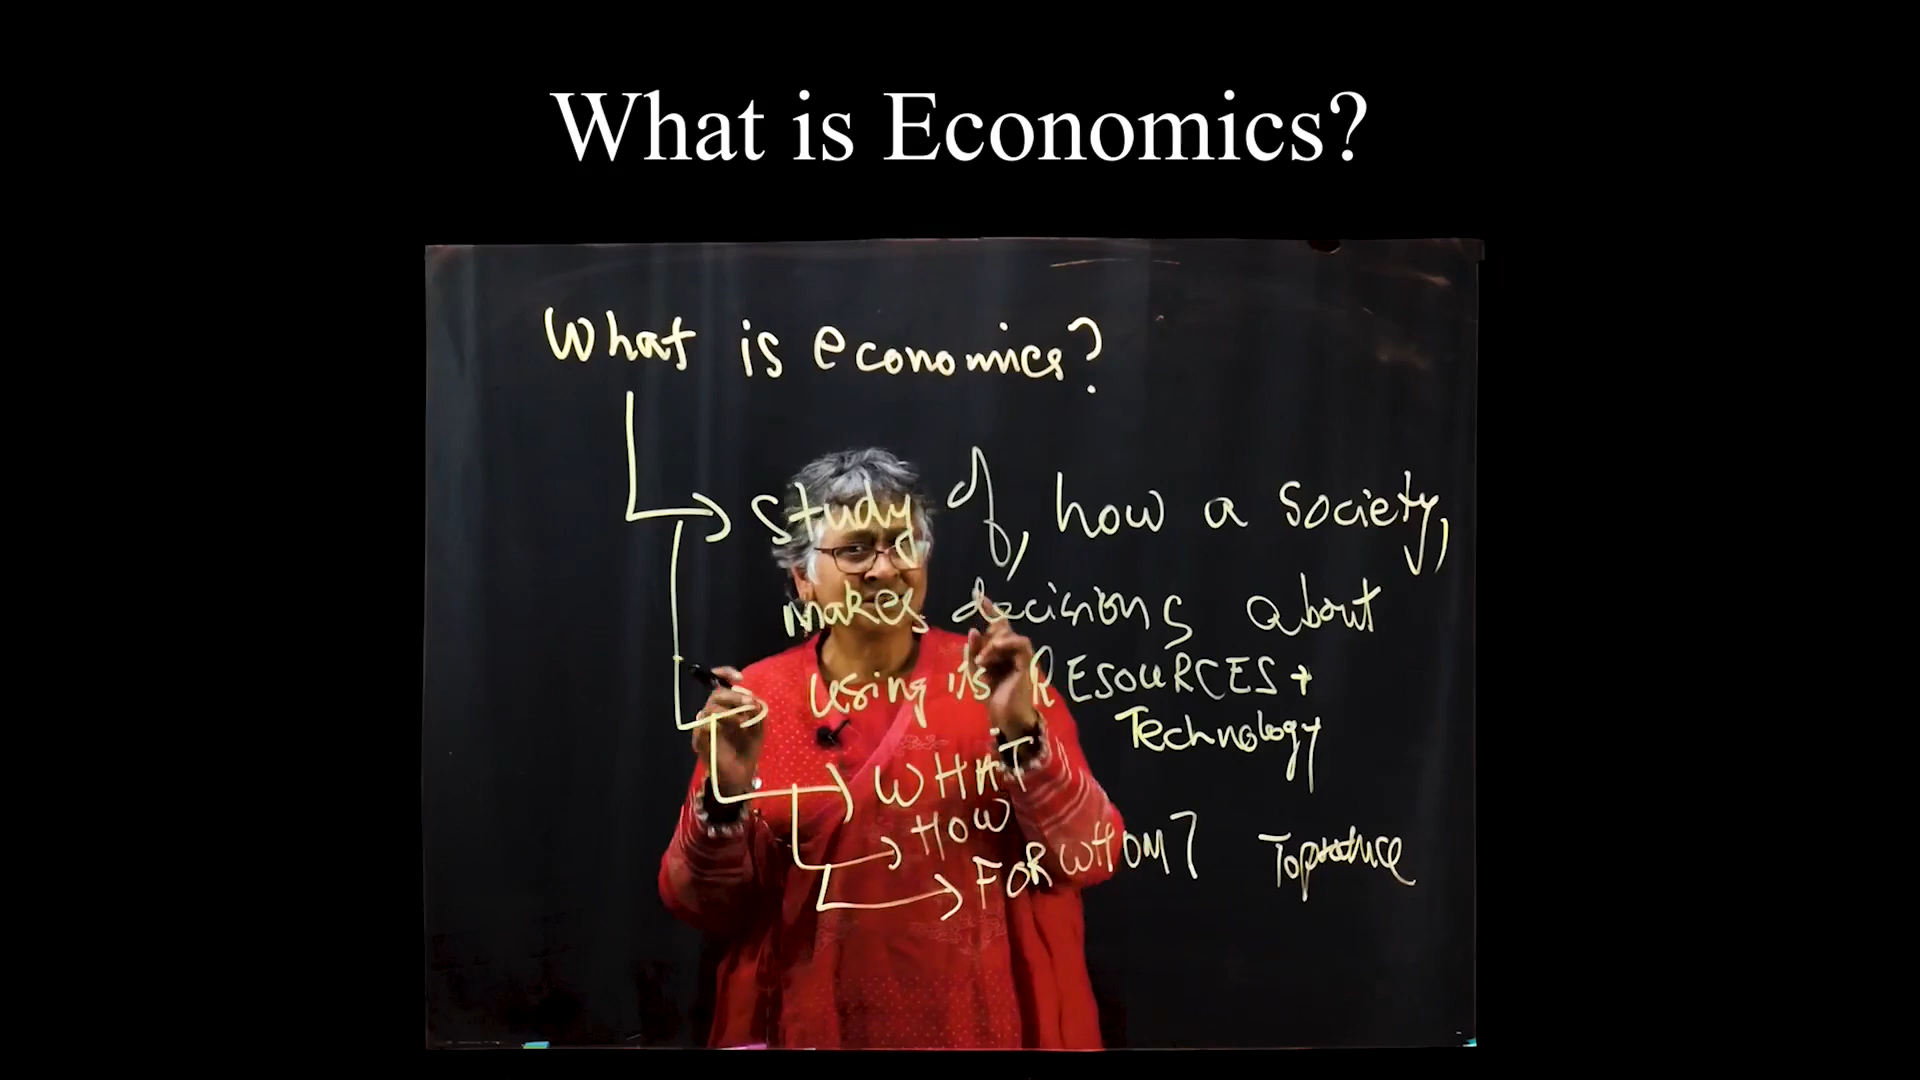 What is Economics?
What is economics?
study of, how a society,
makes decisions about
using its RESOURCES +
Technology
WHAT
HOW
FOR WHOM? To produce